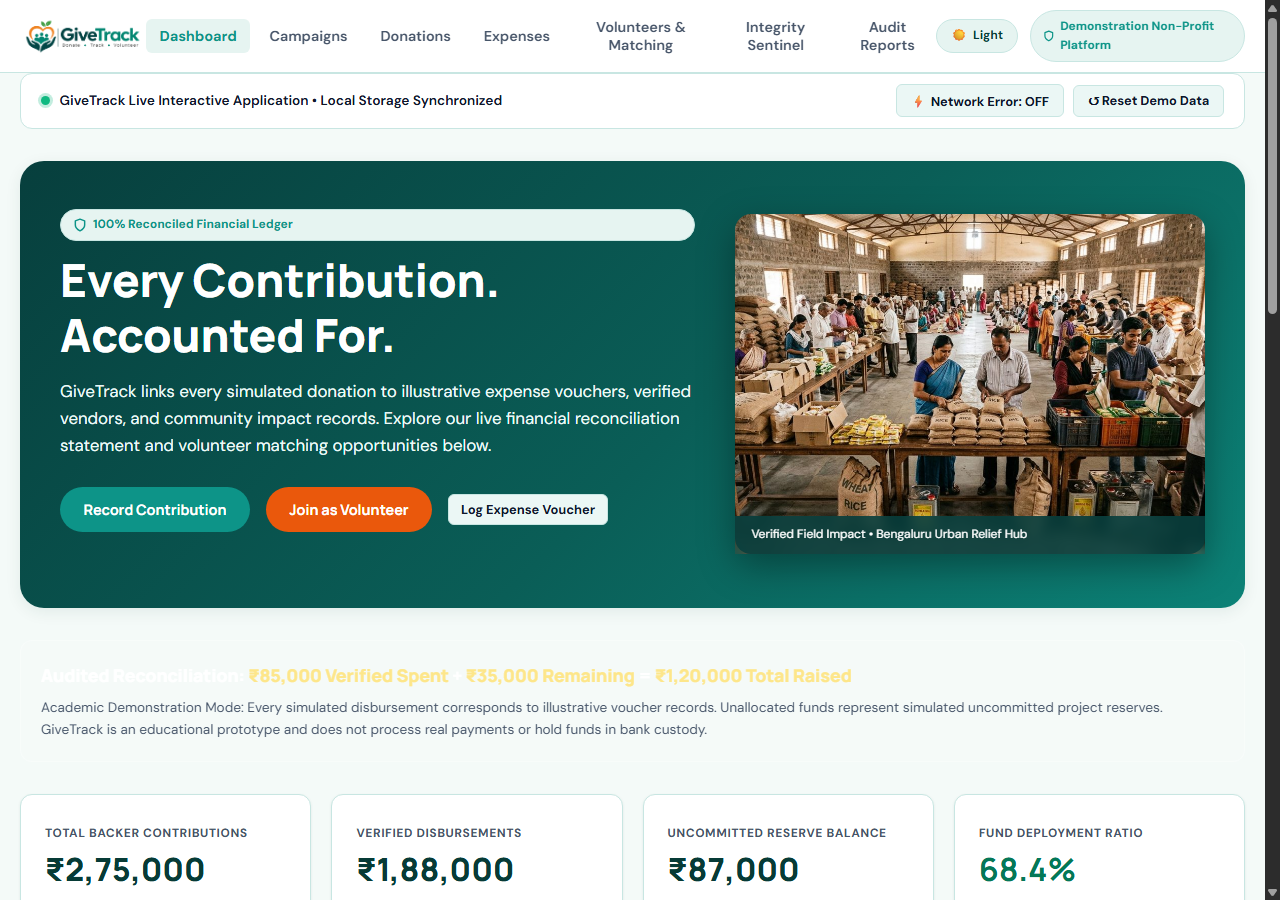 GiveTrack
Donate • Track • Volunteer
Dashboard
Campaigns
Donations
Expenses
Volunteers &
Matching
Integrity
Sentinel
Audit
Reports
Light
Demonstration Non-Profit
Platform
GiveTrack Live Interactive Application • Local Storage Synchronized
Network Error: OFF
↺ Reset Demo Data
100% Reconciled Financial Ledger
Every Contribution.
Accounted For.
GiveTrack links every simulated donation to illustrative expense vouchers, verified
vendors, and community impact records. Explore our live financial reconciliation
statement and volunteer matching opportunities below.
Record Contribution
Join as Volunteer
Log Expense Voucher
WHEAT
RICE
Verified Field Impact • Bengaluru Urban Relief Hub
Audited Reconciliation: ₹85,000 Verified Spent + ₹35,000 Remaining = ₹1,20,000 Total Raised
Academic Demonstration Mode: Every simulated disbursement corresponds to illustrative voucher records. Unallocated funds represent simulated uncommitted project reserves.
GiveTrack is an educational prototype and does not process real payments or hold funds in bank custody.
TOTAL BACKER CONTRIBUTIONS
₹2,75,000
VERIFIED DISBURSEMENTS
₹1,88,000
UNCOMMITTED RESERVE BALANCE
₹87,000
FUND DEPLOYMENT RATIO
68.4%